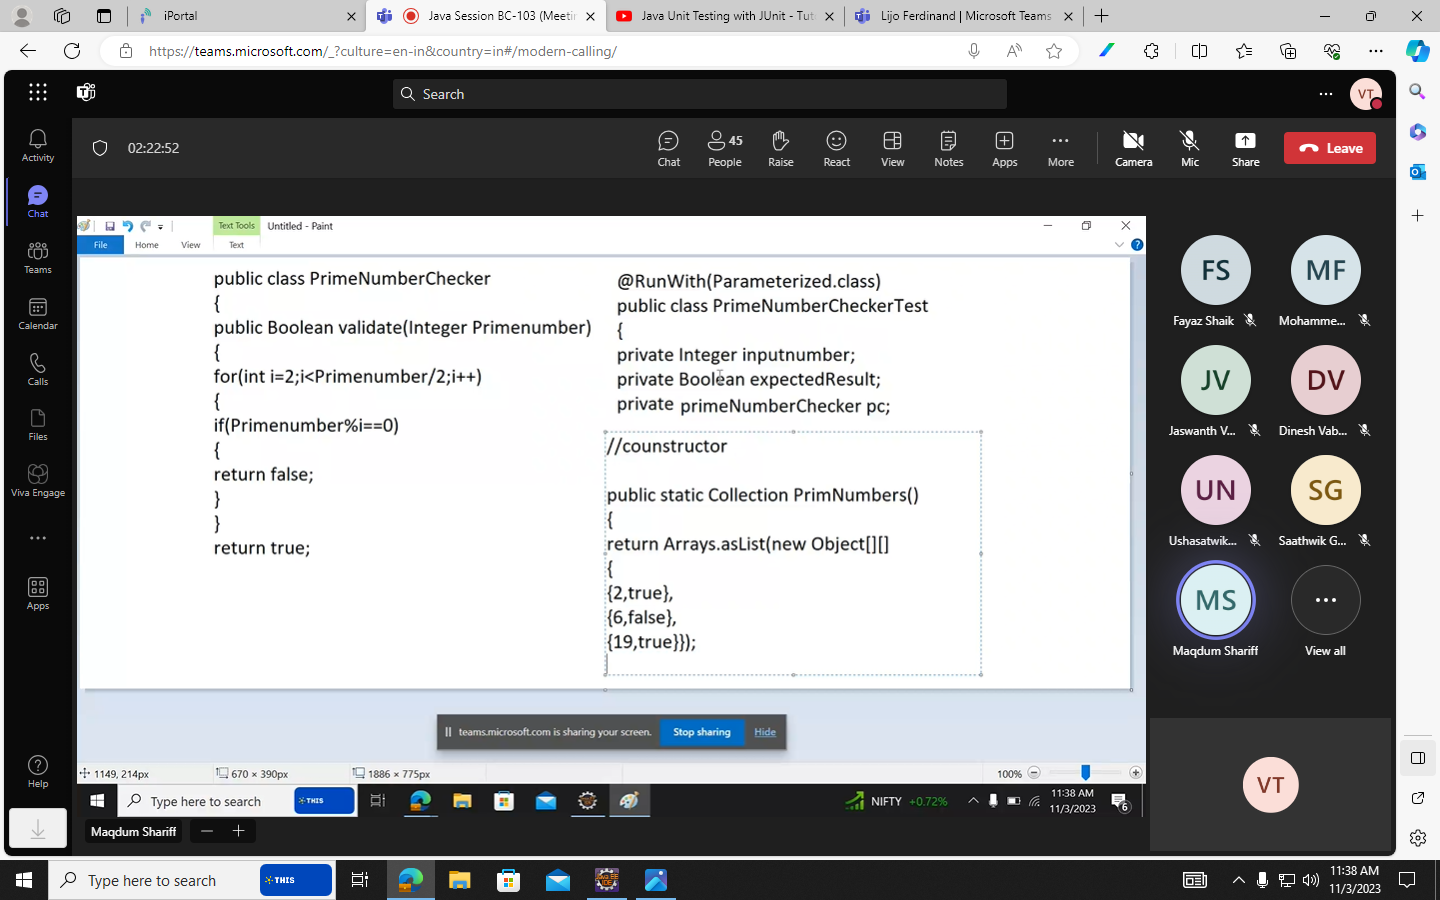 iPortal
Java Session BC-103 (Meeti
Java Unit Testing with JUnit - Tut
Lijo Ferdinand | Microsoft Teams
https://teams.microsoft.com/_?culture=en-in&country=in#/modern-calling/
Search
VT
Activity
Chat
Teams
Calendar
Calls
Files
Viva Engage
Apps
Help
02:22:52
Chat
45
People
Raise
React
View
Notes
Apps
More
Camera
Mic
Share
Leave
Text Tools
Untitled - Paint
File
Home
View
Text
public class PrimeNumberChecker
{
public Boolean validate(Integer Primenumber)
{
for(int i=2;i<Primenumber/2;i++)
{
if(Primenumber%i==0)
{
return false;
}
}
return true;
@RunWith(Parameterized.class)
public class PrimeNumberCheckerTest
{
private Integer inputnumber;
private Boolean expectedResult;
private primeNumberChecker pc;
//counstructor
public static Collection PrimNumbers()
{
return Arrays.asList(new Object[][]
{
{2,true},
{6,false},
{19,true}});
teams.microsoft.com is sharing your screen.
Stop sharing
Hide
1149, 214px
670 × 390px
1886 × 775px
100%
Type here to search
THIS
NIFTY +0.72%
11:38 AM
11/3/2023
6
Maqdum Shariff
FS
Fayaz Shaik
MF
Mohamme...
JV
Jaswanth V...
DV
Dinesh Vab...
UN
Ushasatwik...
SG
Saathwik G...
MS
Maqdum Shariff
View all
VT
Type here to search
THIS
11:38 AM
11/3/2023